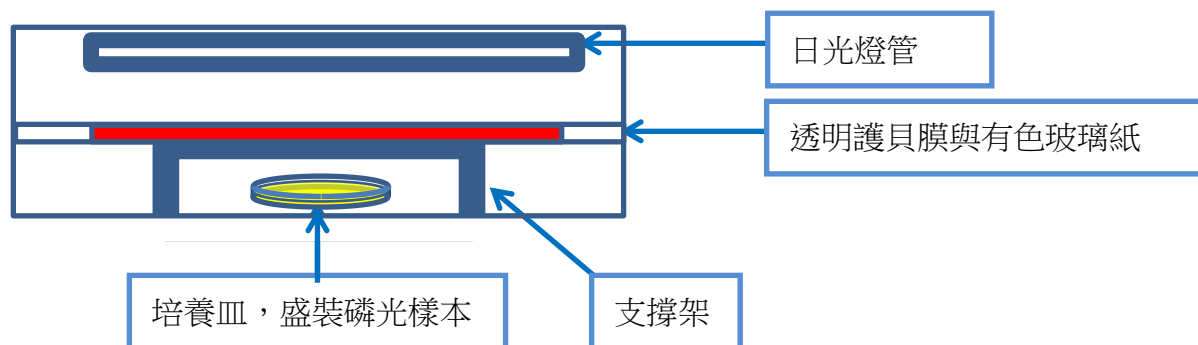 日光燈管
透明護貝膜與有色玻璃紙
培養皿，盛裝磷光樣本
支撐架